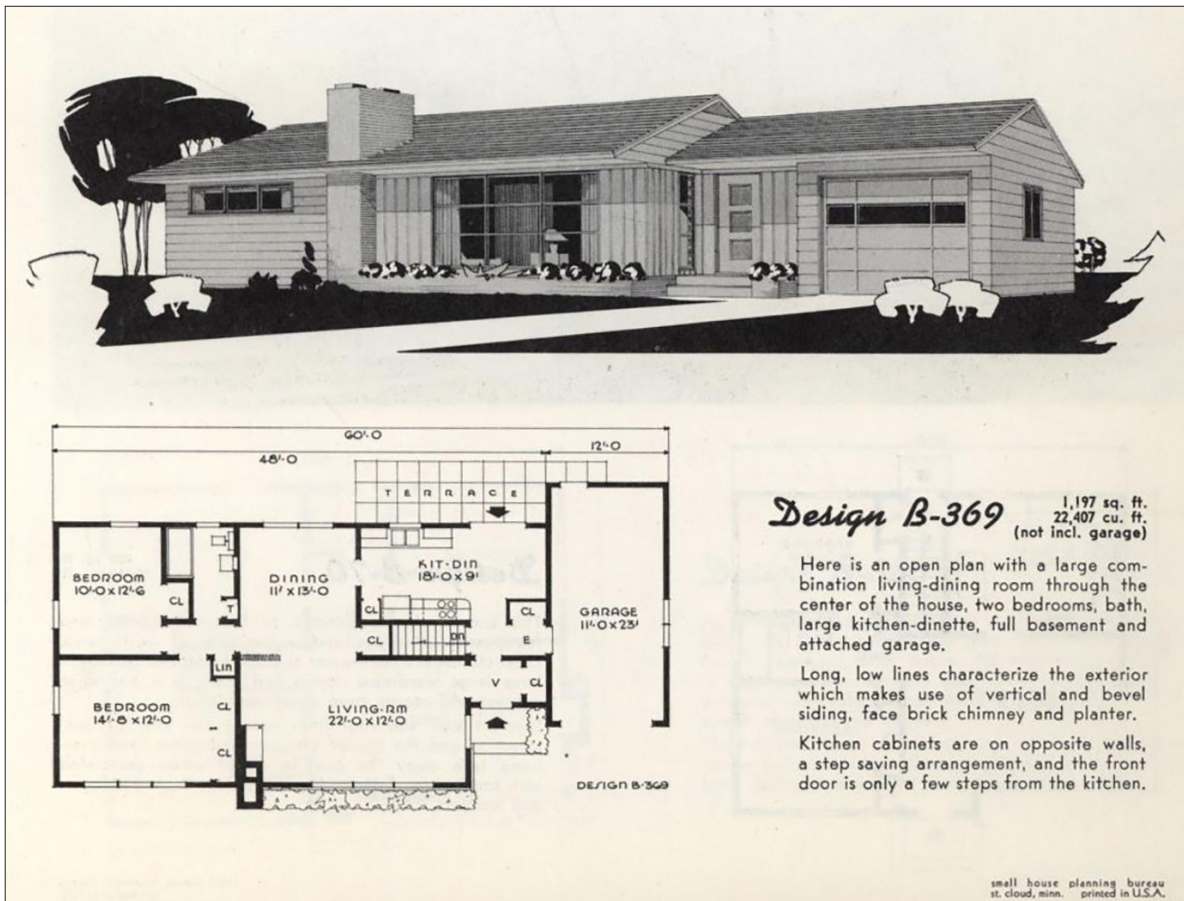 60'-0
12'-0
48'-0
TERRACE
BEDROOM
10'-0 X 12'-6
CL
T
DINING
11' X 13'-0
KIT-DIN
18'-0 X 9'
CL
CL
CL
DN
E
GARAGE
11'-0 X 23'
LIN
CL
CL
BEDROOM
14'-8 X 12'-0
LIVING-RM
22'-0 X 12'-0
V
CL
DESIGN B-369
Design B-369
1,197 sq. ft.
22,407 cu. ft.
(not incl. garage)
Here is an open plan with a large com-
bination living-dining room through the
center of the house, two bedrooms, bath,
large kitchen-dinette, full basement and
attached garage.
Long, low lines characterize the exterior
which makes use of vertical and bevel
siding, face brick chimney and planter.
Kitchen cabinets are on opposite walls,
a step saving arrangement, and the front
door is only a few steps from the kitchen.
small house planning bureau
st. cloud, minn. printed in U.S.A.